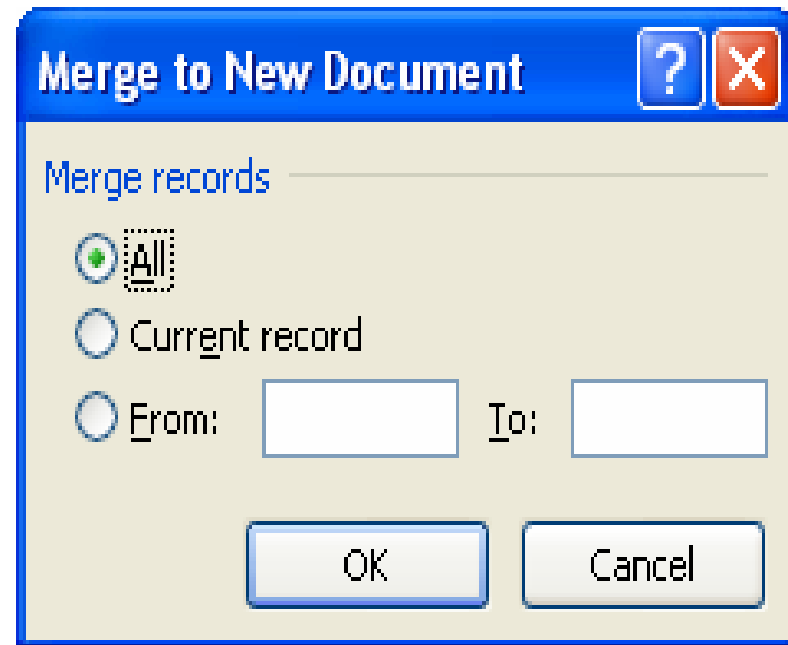 Merge to New Document ?
Merge records
All
Current record
From: To:
OK Cancel